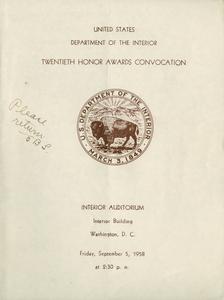 UNITED STATES
DEPARTMENT OF THE INTERIOR
TWENTIETH HONOR AWARDS CONVOCATION
Please
return
EBS
U.S. DEPARTMENT OF THE INTERIOR
MARCH 3, 1849
INTERIOR AUDITORIUM
Interior Building
Washington, D. C.
Friday, September 5, 1958
at 2:30 p. m.